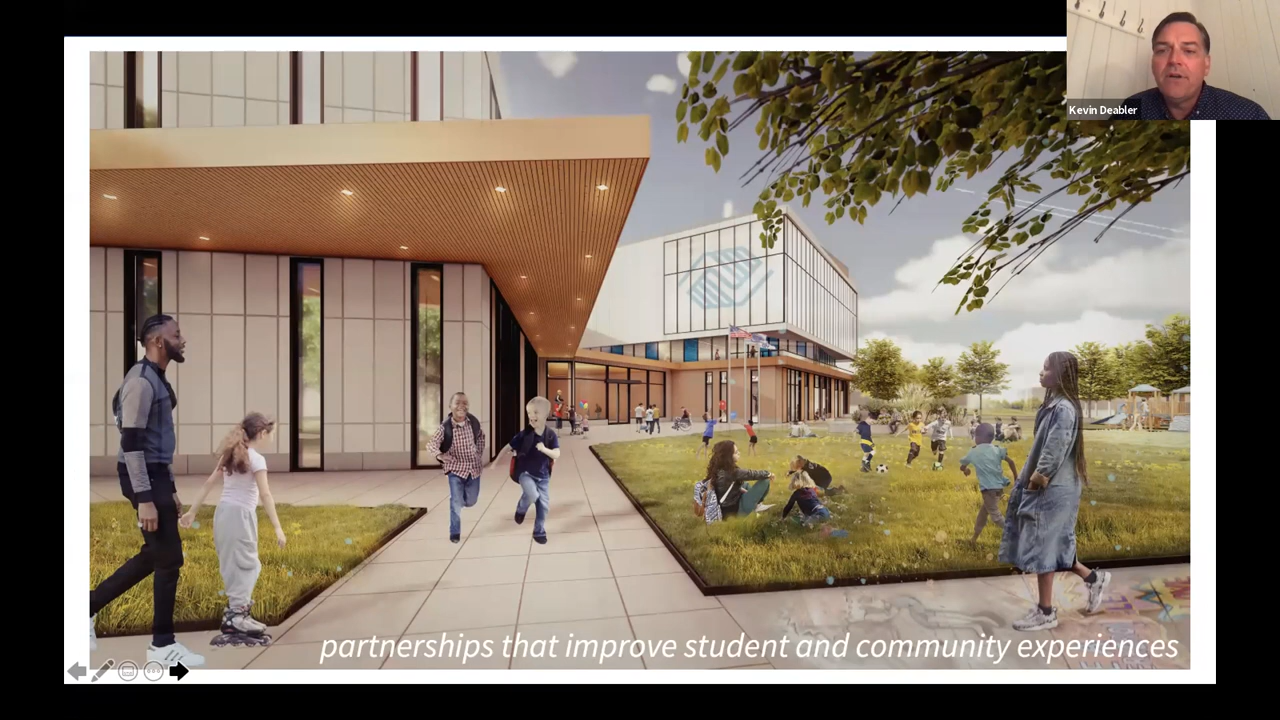 Kevin Deabler
partnerships that improve student and community experiences